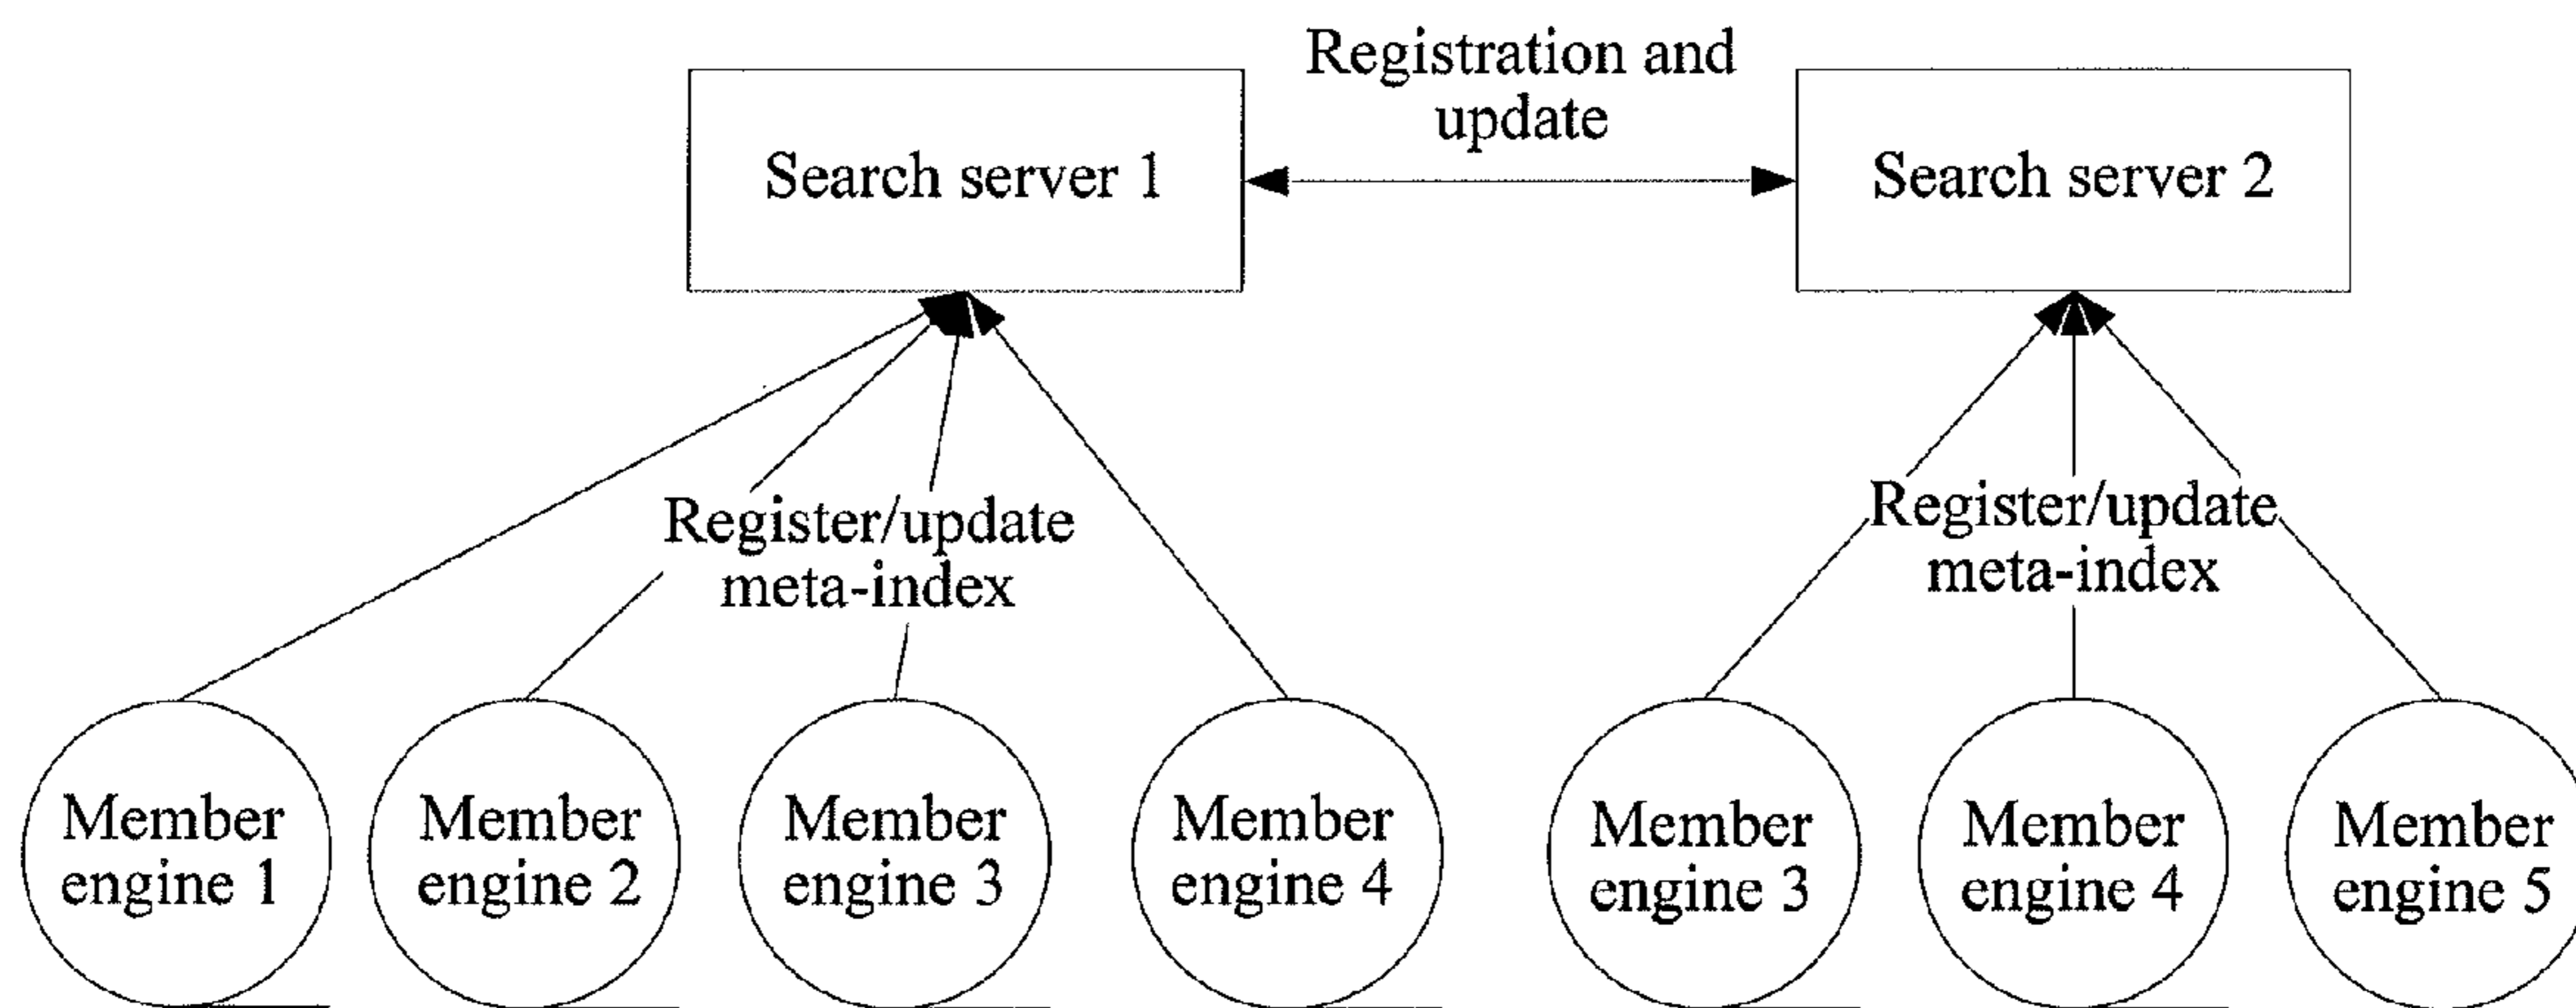 Registration and
update
Search server 1
Search server 2
Register/update
meta-index
Register/update
meta-index
Member
engine 1
Member
engine 2
Member
engine 3
Member
engine 4
Member
engine 3
Member
engine 4
Member
engine 5